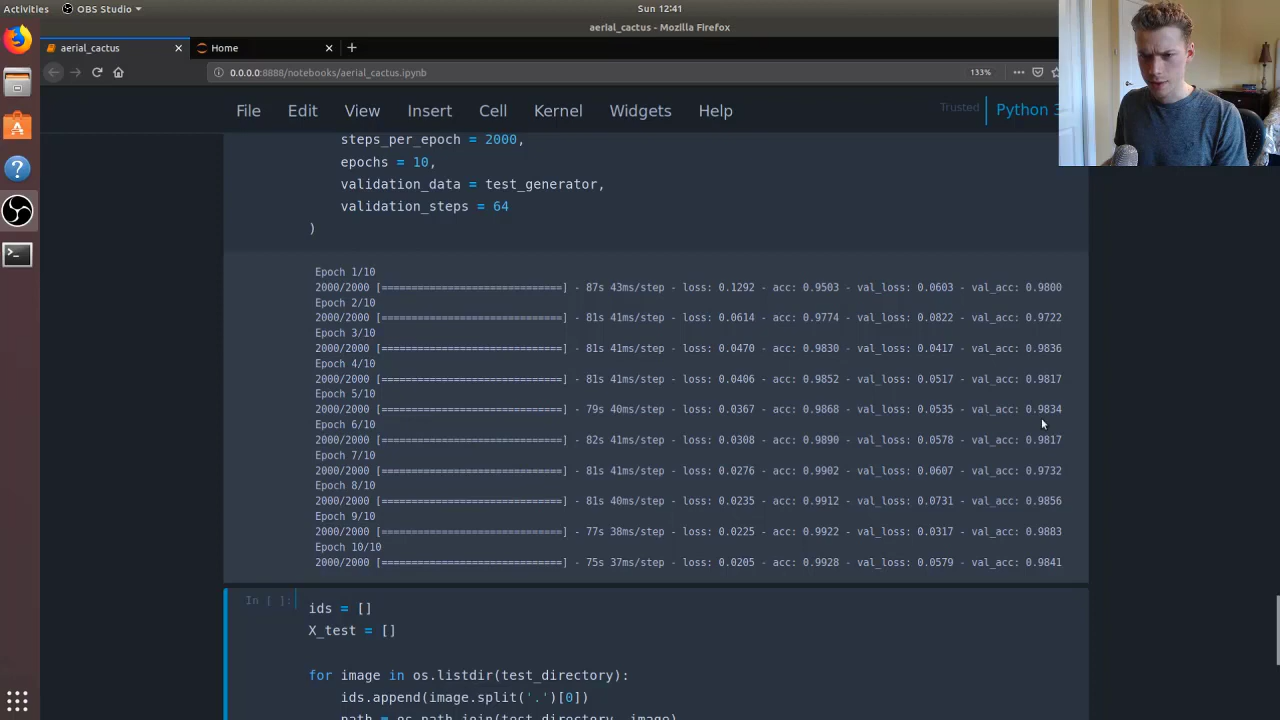 Activities
OBS Studio
Sun 12:41
aerial_cactus - Mozilla Firefox
aerial_cactus
Home
0.0.0.0:8888/notebooks/aerial_cactus.ipynb
133%
File Edit View Insert Cell Kernel Widgets Help
Trusted
Python 3
steps_per_epoch = 2000,
epochs = 10,
validation_data = test_generator,
validation_steps = 64
)
Epoch 1/10
2000/2000 [==============================] - 87s 43ms/step - loss: 0.1292 - acc: 0.9503 - val_loss: 0.0603 - val_acc: 0.9800
Epoch 2/10
2000/2000 [==============================] - 81s 41ms/step - loss: 0.0614 - acc: 0.9774 - val_loss: 0.0822 - val_acc: 0.9722
Epoch 3/10
2000/2000 [==============================] - 81s 41ms/step - loss: 0.0470 - acc: 0.9830 - val_loss: 0.0417 - val_acc: 0.9836
Epoch 4/10
2000/2000 [==============================] - 81s 41ms/step - loss: 0.0406 - acc: 0.9852 - val_loss: 0.0517 - val_acc: 0.9817
Epoch 5/10
2000/2000 [==============================] - 79s 40ms/step - loss: 0.0367 - acc: 0.9868 - val_loss: 0.0535 - val_acc: 0.9834
Epoch 6/10
2000/2000 [==============================] - 82s 41ms/step - loss: 0.0308 - acc: 0.9890 - val_loss: 0.0578 - val_acc: 0.9817
Epoch 7/10
2000/2000 [==============================] - 81s 41ms/step - loss: 0.0276 - acc: 0.9902 - val_loss: 0.0607 - val_acc: 0.9732
Epoch 8/10
2000/2000 [==============================] - 81s 40ms/step - loss: 0.0235 - acc: 0.9912 - val_loss: 0.0731 - val_acc: 0.9856
Epoch 9/10
2000/2000 [==============================] - 77s 38ms/step - loss: 0.0225 - acc: 0.9922 - val_loss: 0.0317 - val_acc: 0.9883
Epoch 10/10
2000/2000 [==============================] - 75s 37ms/step - loss: 0.0205 - acc: 0.9928 - val_loss: 0.0579 - val_acc: 0.9841
In [ ]:
ids = []
X_test = []
for image in os.listdir(test_directory):
ids.append(image.split('.')[0])
path = os.path.join(test_directory, image)